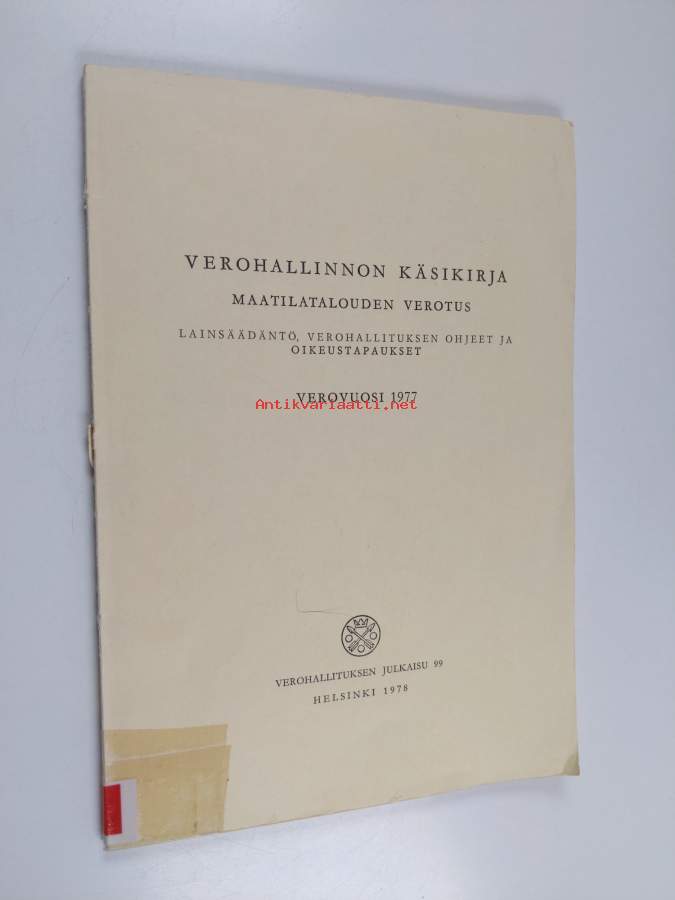 VEROHALLINNON KÄSIKIRJA
MAATILATALOUDEN VEROTUS
LAINSÄÄDÄNTÖ, VEROHALLITUKSEN OHJEET JA
OIKEUSTAPAUKSET
VEROVUOSI 1977
Antikvariaatti.net
VEROHALLITUKSEN JULKAISU 99
HELSINKI 1978